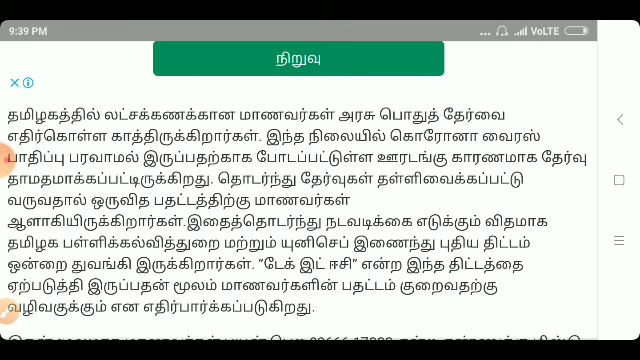 9:39 PM
... VoLTE
நிறுவு
தமிழகத்தில் லட்சக்கணக்கான மாணவர்கள் அரசு பொதுத் தேர்வை
எதிர்கொள்ள காத்திருக்கிறார்கள். இந்த நிலையில் கொரோனா வைரஸ்
பாதிப்பு பரவாமல் இருப்பதற்காக போடப்பட்டுள்ள ஊரடங்கு காரணமாக தேர்வு
தாமதமாக்கப்பட்டிருக்கிறது. தொடர்ந்து தேர்வுகள் தள்ளிவைக்கப்பட்டு
வருவதால் ஒருவித பதட்டத்திற்கு மாணவர்கள்
ஆளாகியிருக்கிறார்கள்.இதைத்தொடர்ந்து நடவடிக்கை எடுக்கும் விதமாக
தமிழக பள்ளிக்கல்வித்துறை மற்றும் யுனிசெப் இணைந்து புதிய திட்டம்
ஒன்றை துவங்கி இருக்கிறார்கள். "டேக் இட் ஈசி" என்ற இந்த திட்டத்தை
ஏற்படுத்தி இருப்பதன் மூலம் மாணவர்களின் பதட்டம் குறைவதற்கு
வழிவகுக்கும் என எதிர்பார்க்கப்படுகிறது.